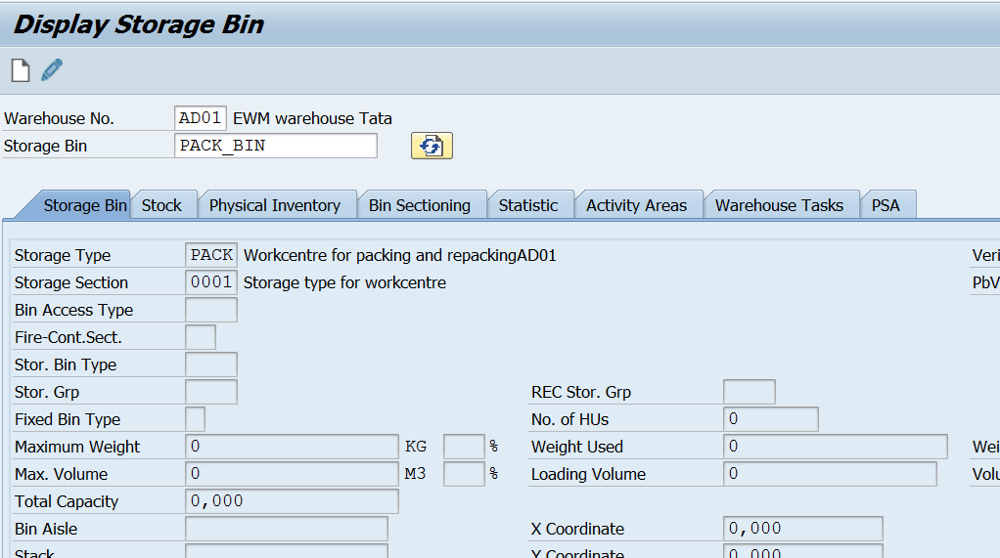 Display Storage Bin
Warehouse No. AD01 EWM warehouse Tata
Storage Bin PACK_BIN
Storage Bin Stock Physical Inventory Bin Sectioning Statistic Activity Areas Warehouse Tasks PSA
Storage Type PACK Workcentre for packing and repackingAD01 Veri
Storage Section 0001 Storage type for workcentre PbV
Bin Access Type
Fire-Cont.Sect.
Stor. Bin Type
Stor. Grp REC Stor. Grp
Fixed Bin Type No. of HUs 0
Maximum Weight 0 KG % Weight Used 0 Wei
Max. Volume 0 M3 % Loading Volume 0 Volu
Total Capacity 0,000
Bin Aisle X Coordinate 0,000
Stack Y Coordinate 0,000